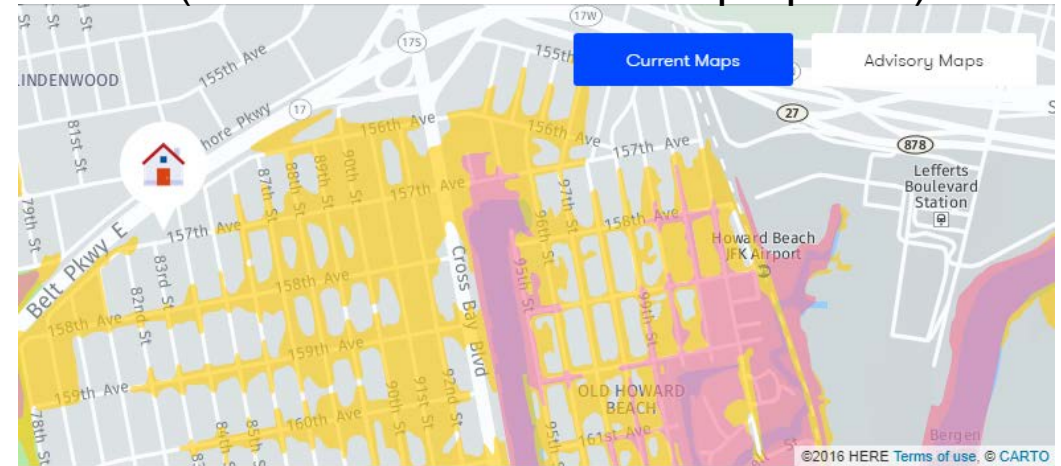 17W
17S
155th Ave
155th
Current Maps
Advisory Maps
LINDENWOOD
17
hore Pkwy
27
81st St
156th Ave
156th Ave
157th Ave
878
Lefferts
Boulevard
Station
87th St
88th St
89th St
90th St
157th Ave
97th St
79th St
Belt Pkwy E
157th Ave
96th St
158th Ave
Howard Beach
JFK Airport
83rd St
82nd St
158th Ave
Cross Bay Blvd
95th St
99th St
158th Ave
159th Ave
159th Ave
90th St
91st St
92nd St
OLD HOWARD
BEACH
78th St
84th
85th
160th Ave
95th
161st Ave
St
Bergen
©2016 HERE Terms of use, © CARTO